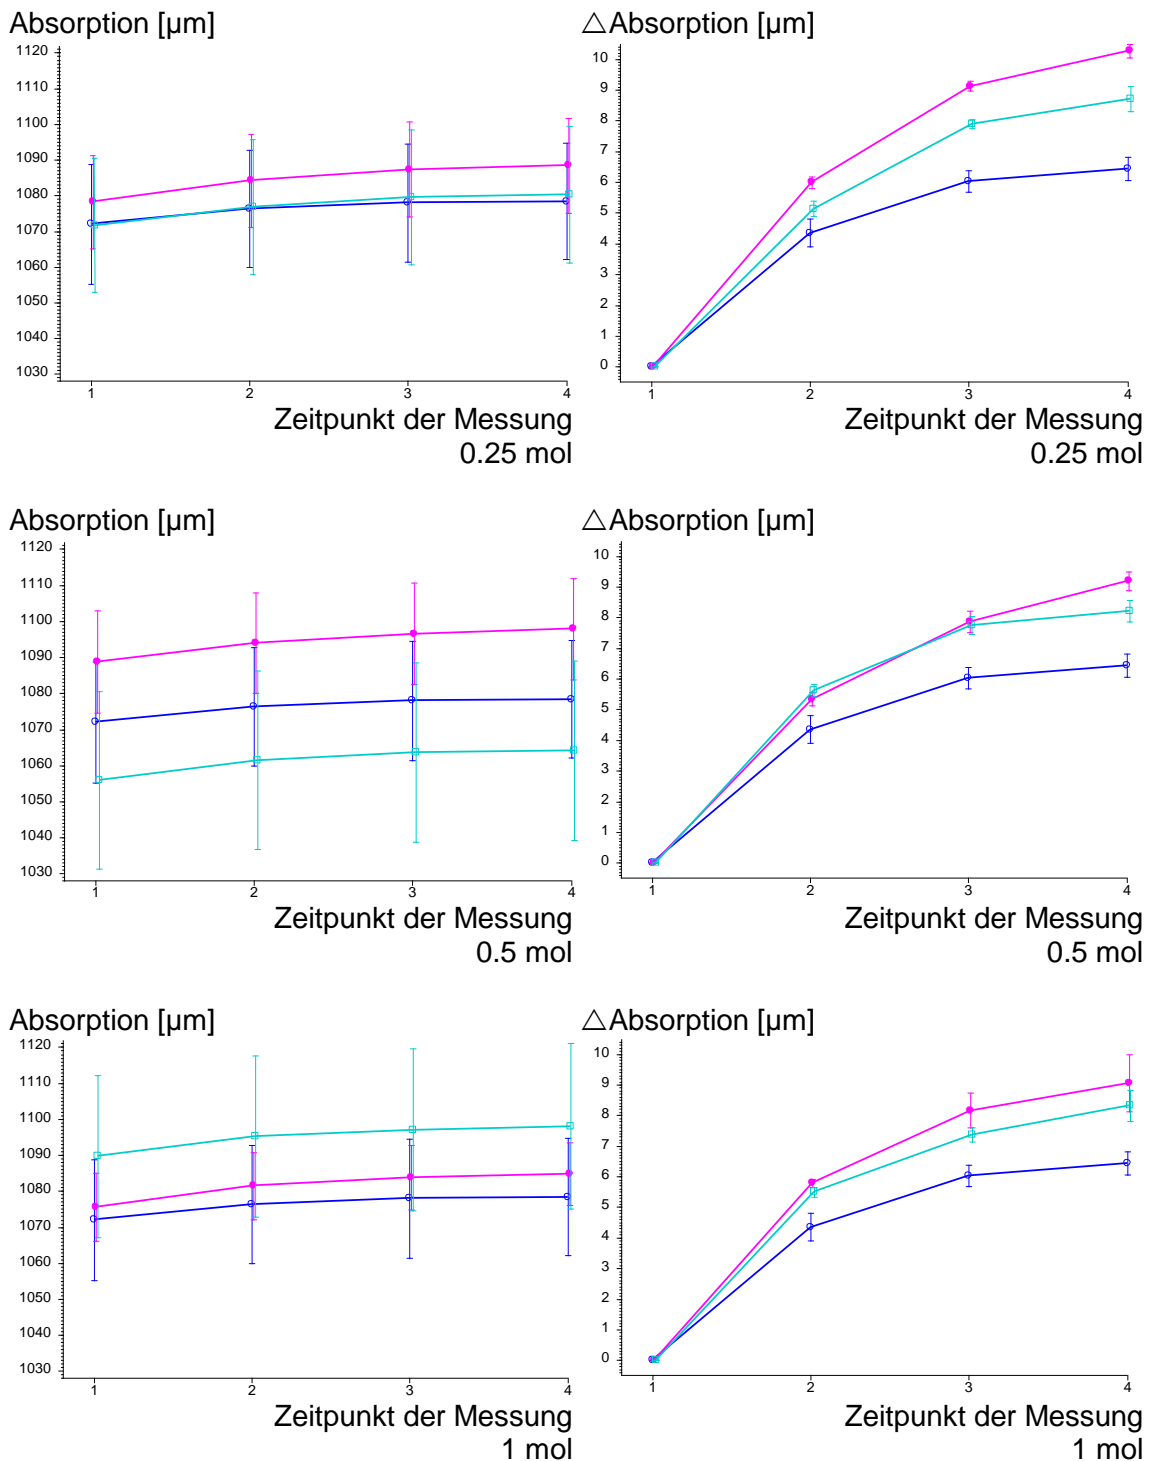 Absorption [µm]
1120
1110
1100
1090
1080
1070
1060
1050
1040
1030
1 2 3 4
Zeitpunkt der Messung
0.25 mol
△Absorption [µm]
10
9
8
7
6
5
4
3
2
1
0
1 2 3 4
Zeitpunkt der Messung
0.25 mol
Absorption [µm]
1120
1110
1100
1090
1080
1070
1060
1050
1040
1030
1 2 3 4
Zeitpunkt der Messung
0.5 mol
△Absorption [µm]
10
9
8
7
6
5
4
3
2
1
0
1 2 3 4
Zeitpunkt der Messung
0.5 mol
Absorption [µm]
1120
1110
1100
1090
1080
1070
1060
1050
1040
1030
1 2 3 4
Zeitpunkt der Messung
1 mol
△Absorption [µm]
10
9
8
7
6
5
4
3
2
1
0
1 2 3 4
Zeitpunkt der Messung
1 mol